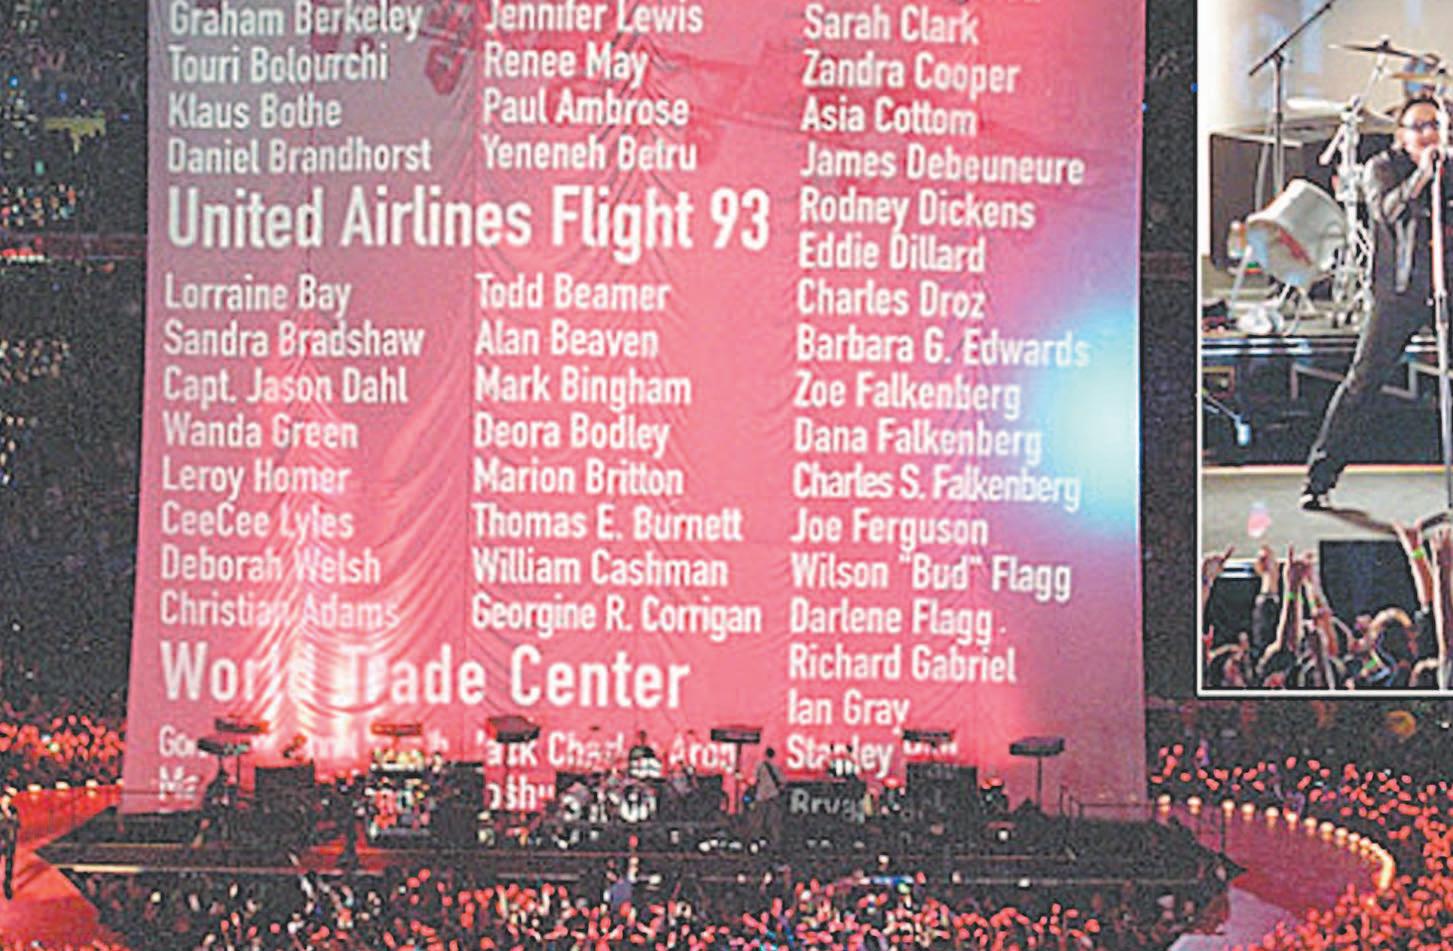 Graham Berkeley
Touri Bolourchi
Klaus Bothe
Daniel Brandhorst
Jennifer Lewis
Renee May
Paul Ambrose
Yeneneh Betru
United Airlines Flight 93
Lorraine Bay
Sandra Bradshaw
Capt. Jason Dahl
Wanda Green
Leroy Homer
CeeCee Lyles
Deborah Welsh
Christian Adams
Todd Beamer
Alan Beaven
Mark Bingham
Deora Bodley
Marion Britton
Thomas E. Burnett
William Cashman
Georgine R. Corrigan
World Trade Center
Sarah Clark
Zandra Cooper
Asia Cottom
James Debeuneure
Rodney Dickens
Eddie Dillard
Charles Droz
Barbara G. Edwards
Zoe Falkenberg
Dana Falkenberg
Charles S. Falkenberg
Joe Ferguson
Wilson "Bud" Flagg
Darlene Flagg
Richard Gabriel
Ian Gray
Stanley